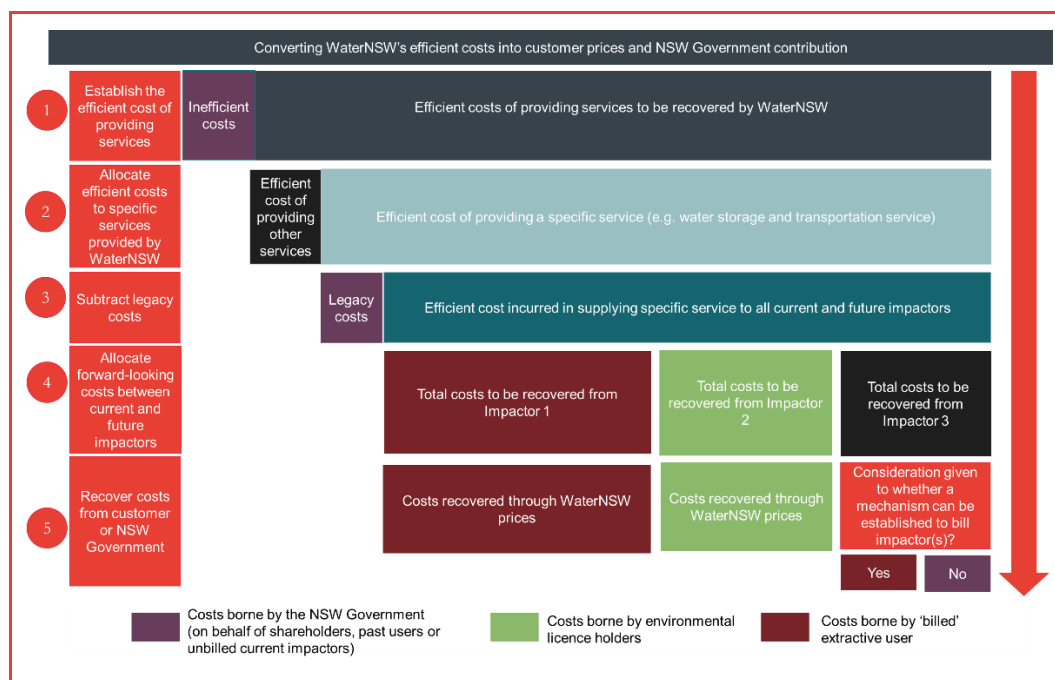 Converting WaterNSW's efficient costs into customer prices and NSW Government contribution
1
Establish the
efficient cost of
providing
services
Inefficient
costs
Efficient costs of providing services to be recovered by WaterNSW
2
Allocate
efficient costs
to specific
services
provided by
WaterNSW
Efficient
cost of
providing
other
services
Efficient cost of providing a specific service (e.g. water storage and transportation service)
3
Subtract legacy
costs
Legacy
costs
Efficient cost incurred in supplying specific service to all current and future impactors
4
Allocate
forward-looking
costs between
current and
future
impactors
Total costs to be recovered from
Impactor 1
Total costs to be
recovered from Impactor
2
Total costs to be
recovered from
Impactor 3
5
Recover costs
from customer
or NSW
Government
Costs recovered through WaterNSW
prices
Costs recovered through
WaterNSW prices
Consideration given
to whether a
mechanism can be
established to bill
impactor(s)?
Yes
No
Costs borne by the NSW Government
(on behalf of shareholders, past users or
unbilled current impactors)
Costs borne by environmental
licence holders
Costs borne by 'billed'
extractive user